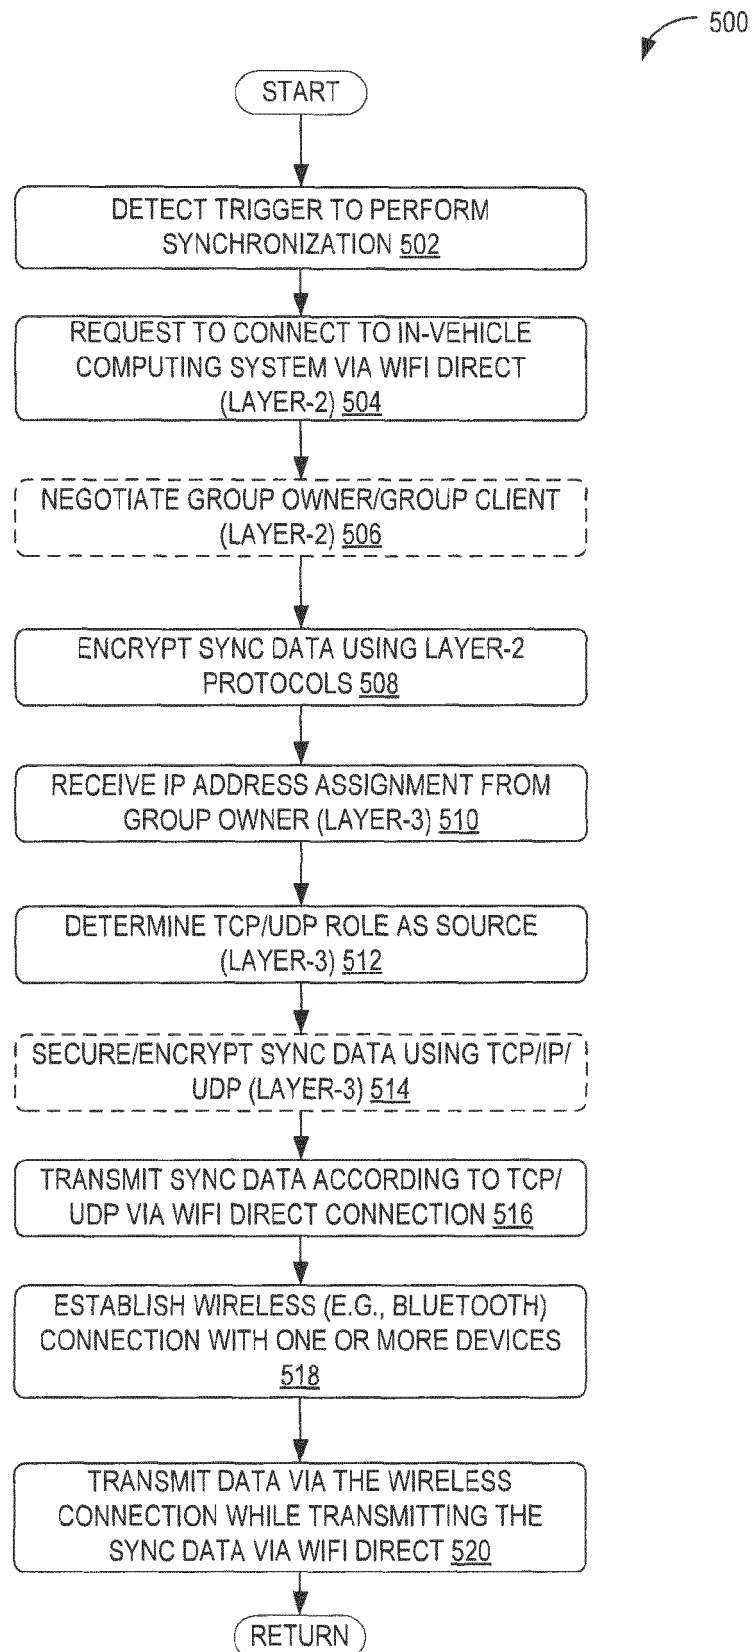 500
START
DETECT TRIGGER TO PERFORM
SYNCHRONIZATION 502
REQUEST TO CONNECT TO IN-VEHICLE
COMPUTING SYSTEM VIA WIFI DIRECT
(LAYER-2) 504
NEGOTIATE GROUP OWNER/GROUP CLIENT
(LAYER-2) 506
ENCRYPT SYNC DATA USING LAYER-2
PROTOCOLS 508
RECEIVE IP ADDRESS ASSIGNMENT FROM
GROUP OWNER (LAYER-3) 510
DETERMINE TCP/UDP ROLE AS SOURCE
(LAYER-3) 512
SECURE/ENCRYPT SYNC DATA USING TCP/IP/
UDP (LAYER-3) 514
TRANSMIT SYNC DATA ACCORDING TO TCP/
UDP VIA WIFI DIRECT CONNECTION 516
ESTABLISH WIRELESS (E.G., BLUETOOTH)
CONNECTION WITH ONE OR MORE DEVICES
518
TRANSMIT DATA VIA THE WIRELESS
CONNECTION WHILE TRANSMITTING THE
SYNC DATA VIA WIFI DIRECT 520
RETURN